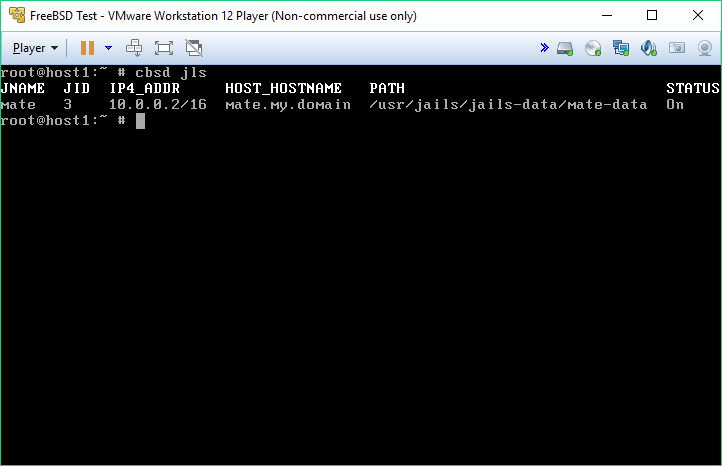 FreeBSD Test - VMware Workstation 12 Player (Non-commercial use only)
Player
root@host1:~ # cbsd jls
JNAME JID IP4_ADDR HOST_HOSTNAME PATH STATUS
mate 3 10.0.0.2/16 mate.my.domain /usr/jails/jails-data/mate-data On
root@host1:~ #